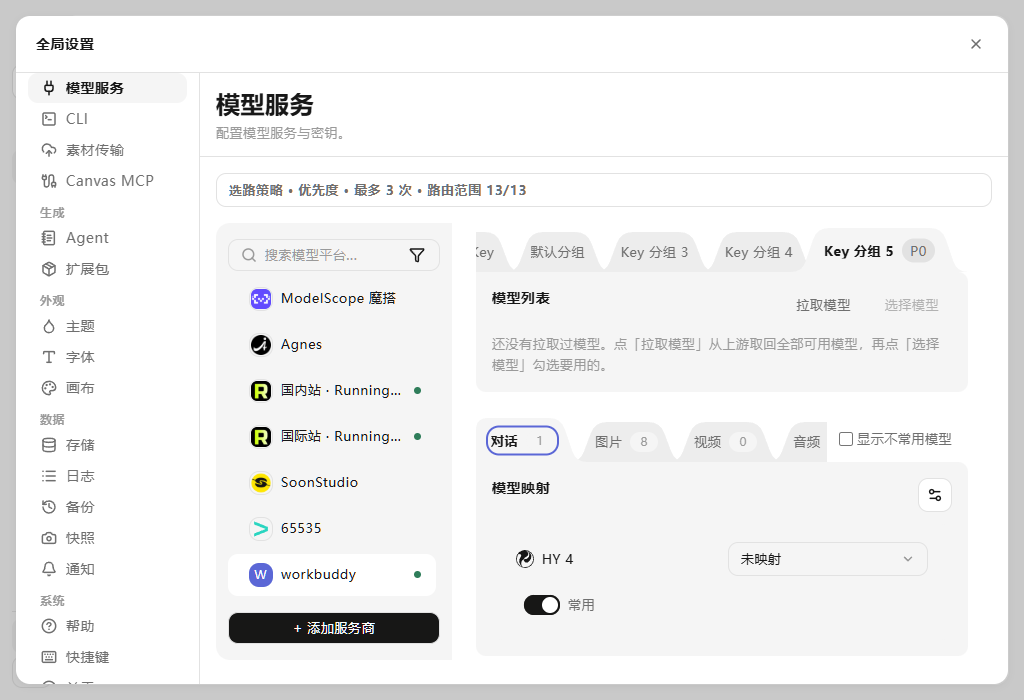 全局设置
模型服务
CLI
素材传输
Canvas MCP
生成
Agent
扩展包
外观
主题
字体
画布
数据
存储
日志
备份
快照
通知
系统
帮助
快捷键
模型服务
配置模型服务与密钥。
选路策略 • 优先度 • 最多 3 次 • 路由范围 13/13
搜索模型平台...
ModelScope 魔搭
Agnes
国内站 · Running...
国际站 · Running...
SoonStudio
65535
W workbuddy
+ 添加服务商
Key 默认分组 Key 分组 3 Key 分组 4 Key 分组 5 P0
模型列表 拉取模型 选择模型
还没有拉取过模型。点「拉取模型」从上游取回全部可用模型，再点「选择
模型」勾选要用的。
对话 1 图片 8 视频 0 音频 显示不常用模型
模型映射
HY 4 未映射
常用